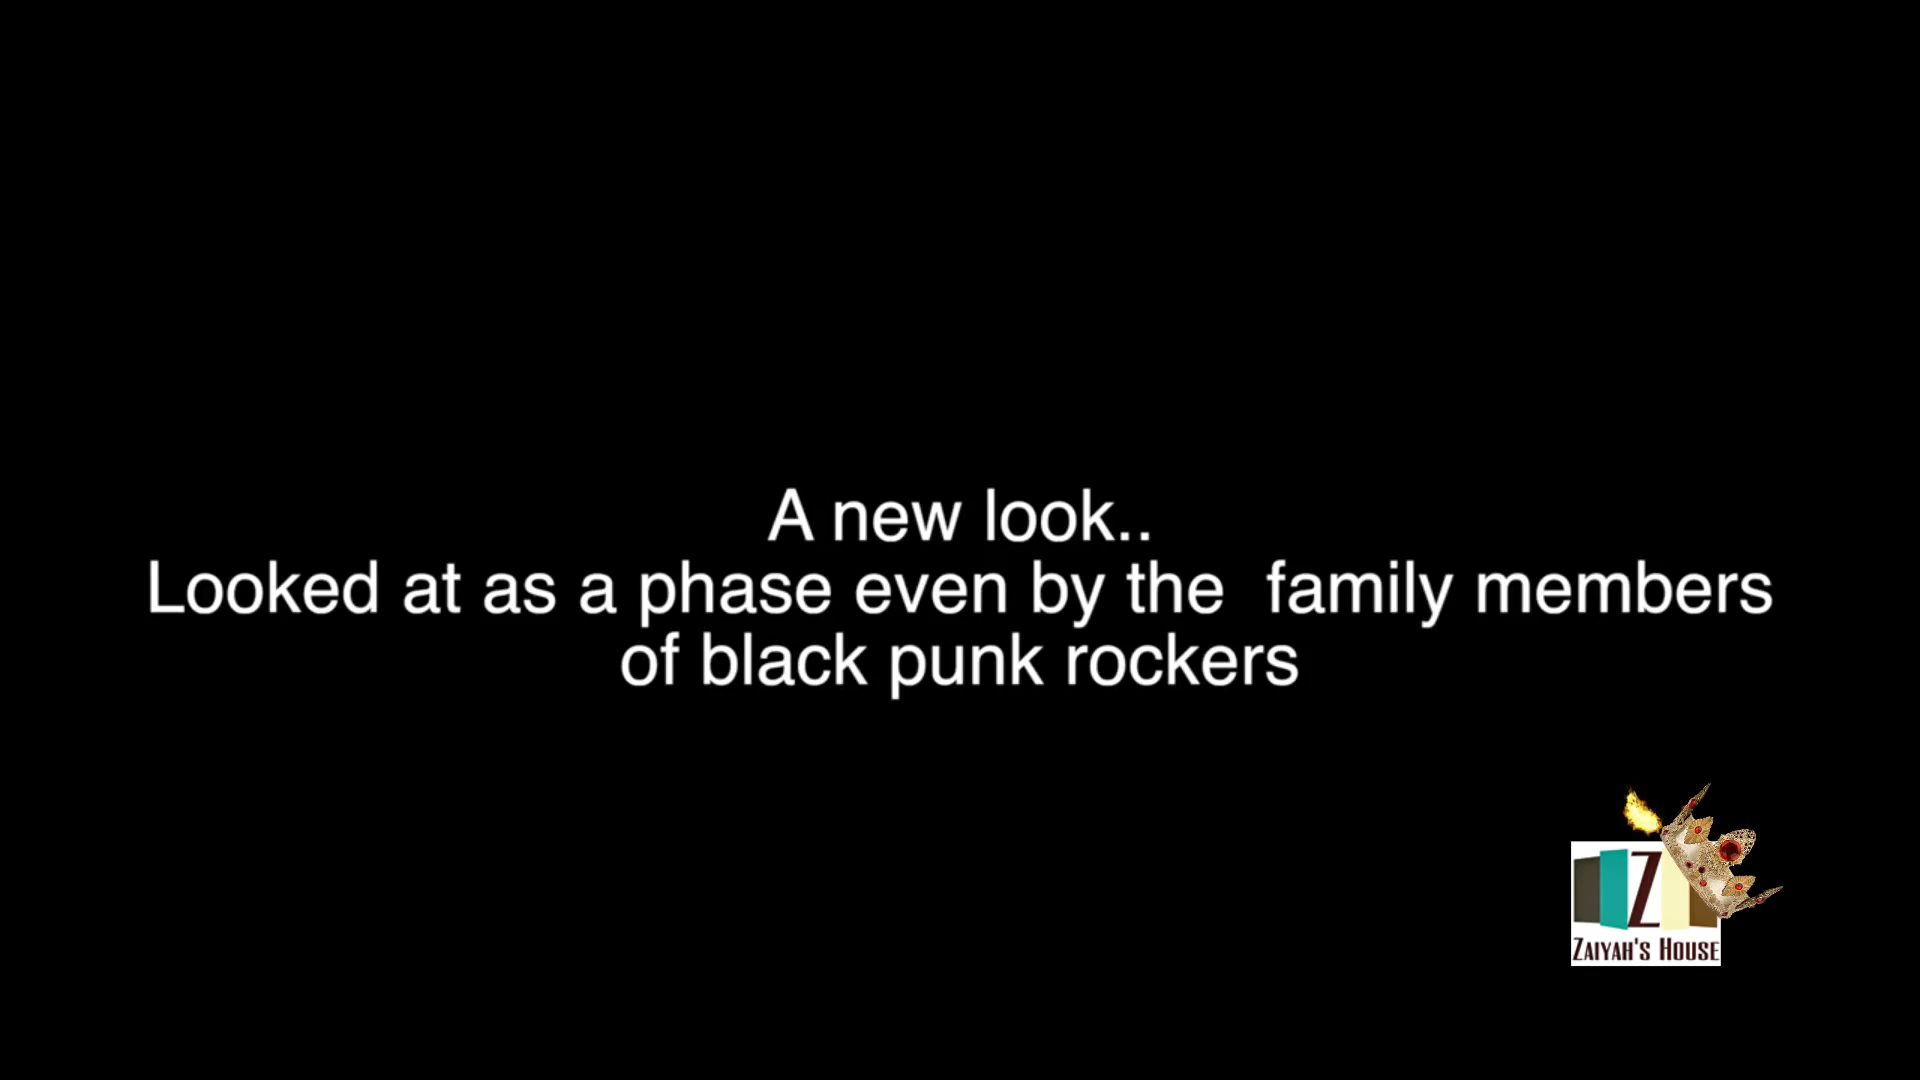 A new look..
Looked at as a phase even by the  family members
of black punk rockers
Z
ZAIYAH'S HOUSE